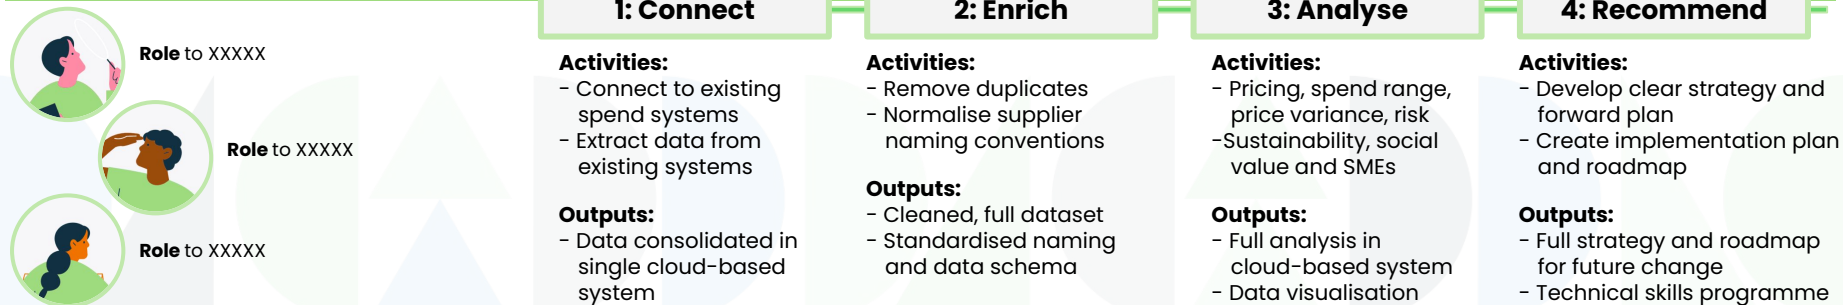 Role to XXXXX
Role to XXXXX
Role to XXXXX
1: Connect
Activities:
- Connect to existing
spend systems
- Extract data from
existing systems
Outputs:
- Data consolidated in
single cloud-based
system
2: Enrich
Activities:
- Remove duplicates
- Normalise supplier
naming conventions
Outputs:
- Cleaned, full dataset
- Standardised naming
and data schema
3: Analyse
Activities:
- Pricing, spend range,
price variance, risk
-Sustainability, social
value and SMEs
Outputs:
- Full analysis in
cloud-based system
- Data visualisation
4: Recommend
Activities:
- Develop clear strategy and
forward plan
- Create implementation plan
and roadmap
Outputs:
- Full strategy and roadmap
for future change
- Technical skills programme